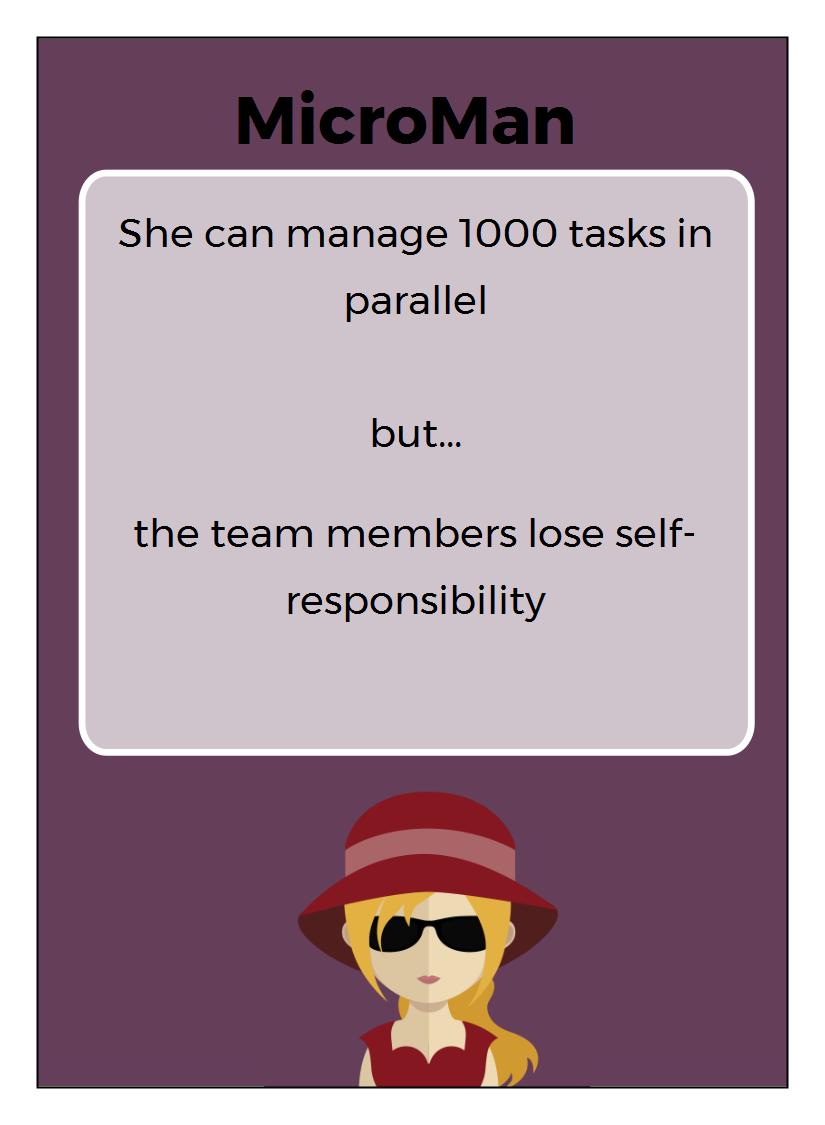 MicroMan
She can manage 1000 tasks in
parallel
but...
the team members lose self-
responsibility